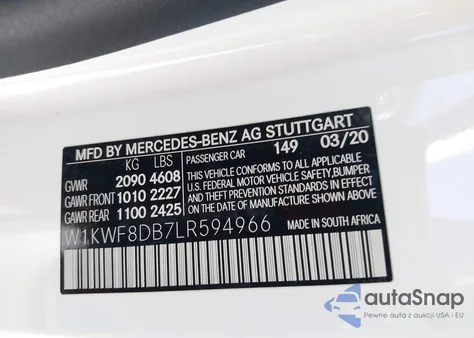 MFD BY MERCEDES-BENZ AG STUTTGART
KG LBS PASSENGER CAR 149 03/20
GVWR 2090 4608
GAWR FRONT 1010 2227
GAWR REAR 1100 2425
THIS VEHICLE CONFORMS TO ALL APPLICABLE
U.S. FEDERAL MOTOR VEHICLE SAFETY,BUMPER
AND THEFT PREVENTION STANDARDS IN EFFECT
ON THE DATE OF MANUFACTURE SHOWN ABOVE.
W1KWF8DB7LR594966 MADE IN SOUTH AFRICA
autoSnap
Pewne auta z USA i EU